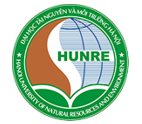 ĐẠI HỌC TÀI NGUYÊN VÀ MÔI TRƯỜNG HÀ NỘI
HUNRE
HANOI UNIVERSITY OF NATURAL RESOURCES AND ENVIRONMENT